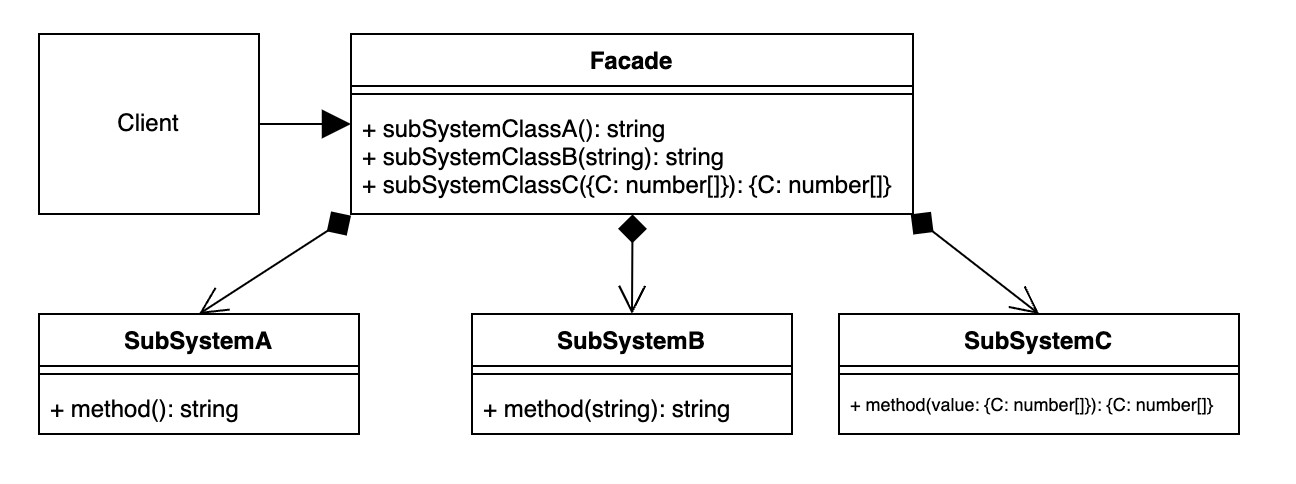 Client
Facade
+ subSystemClassA(): string
+ subSystemClassB(string): string
+ subSystemClassC({C: number[]}): {C: number[]}
SubSystemA
+ method(): string
SubSystemB
+ method(string): string
SubSystemC
+ method(value: {C: number[]}): {C: number[]}